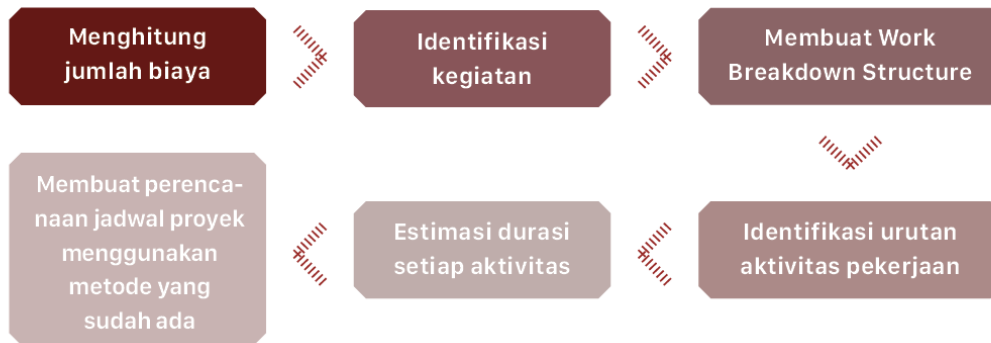 Menghitung
jumlah biaya
Identifikasi
kegiatan
Membuat Work
Breakdown Structure
Identifikasi urutan
aktivitas pekerjaan
Estimasi durasi
setiap aktivitas
Membuat perenca-
naan jadwal proyek
menggunakan
metode yang
sudah ada